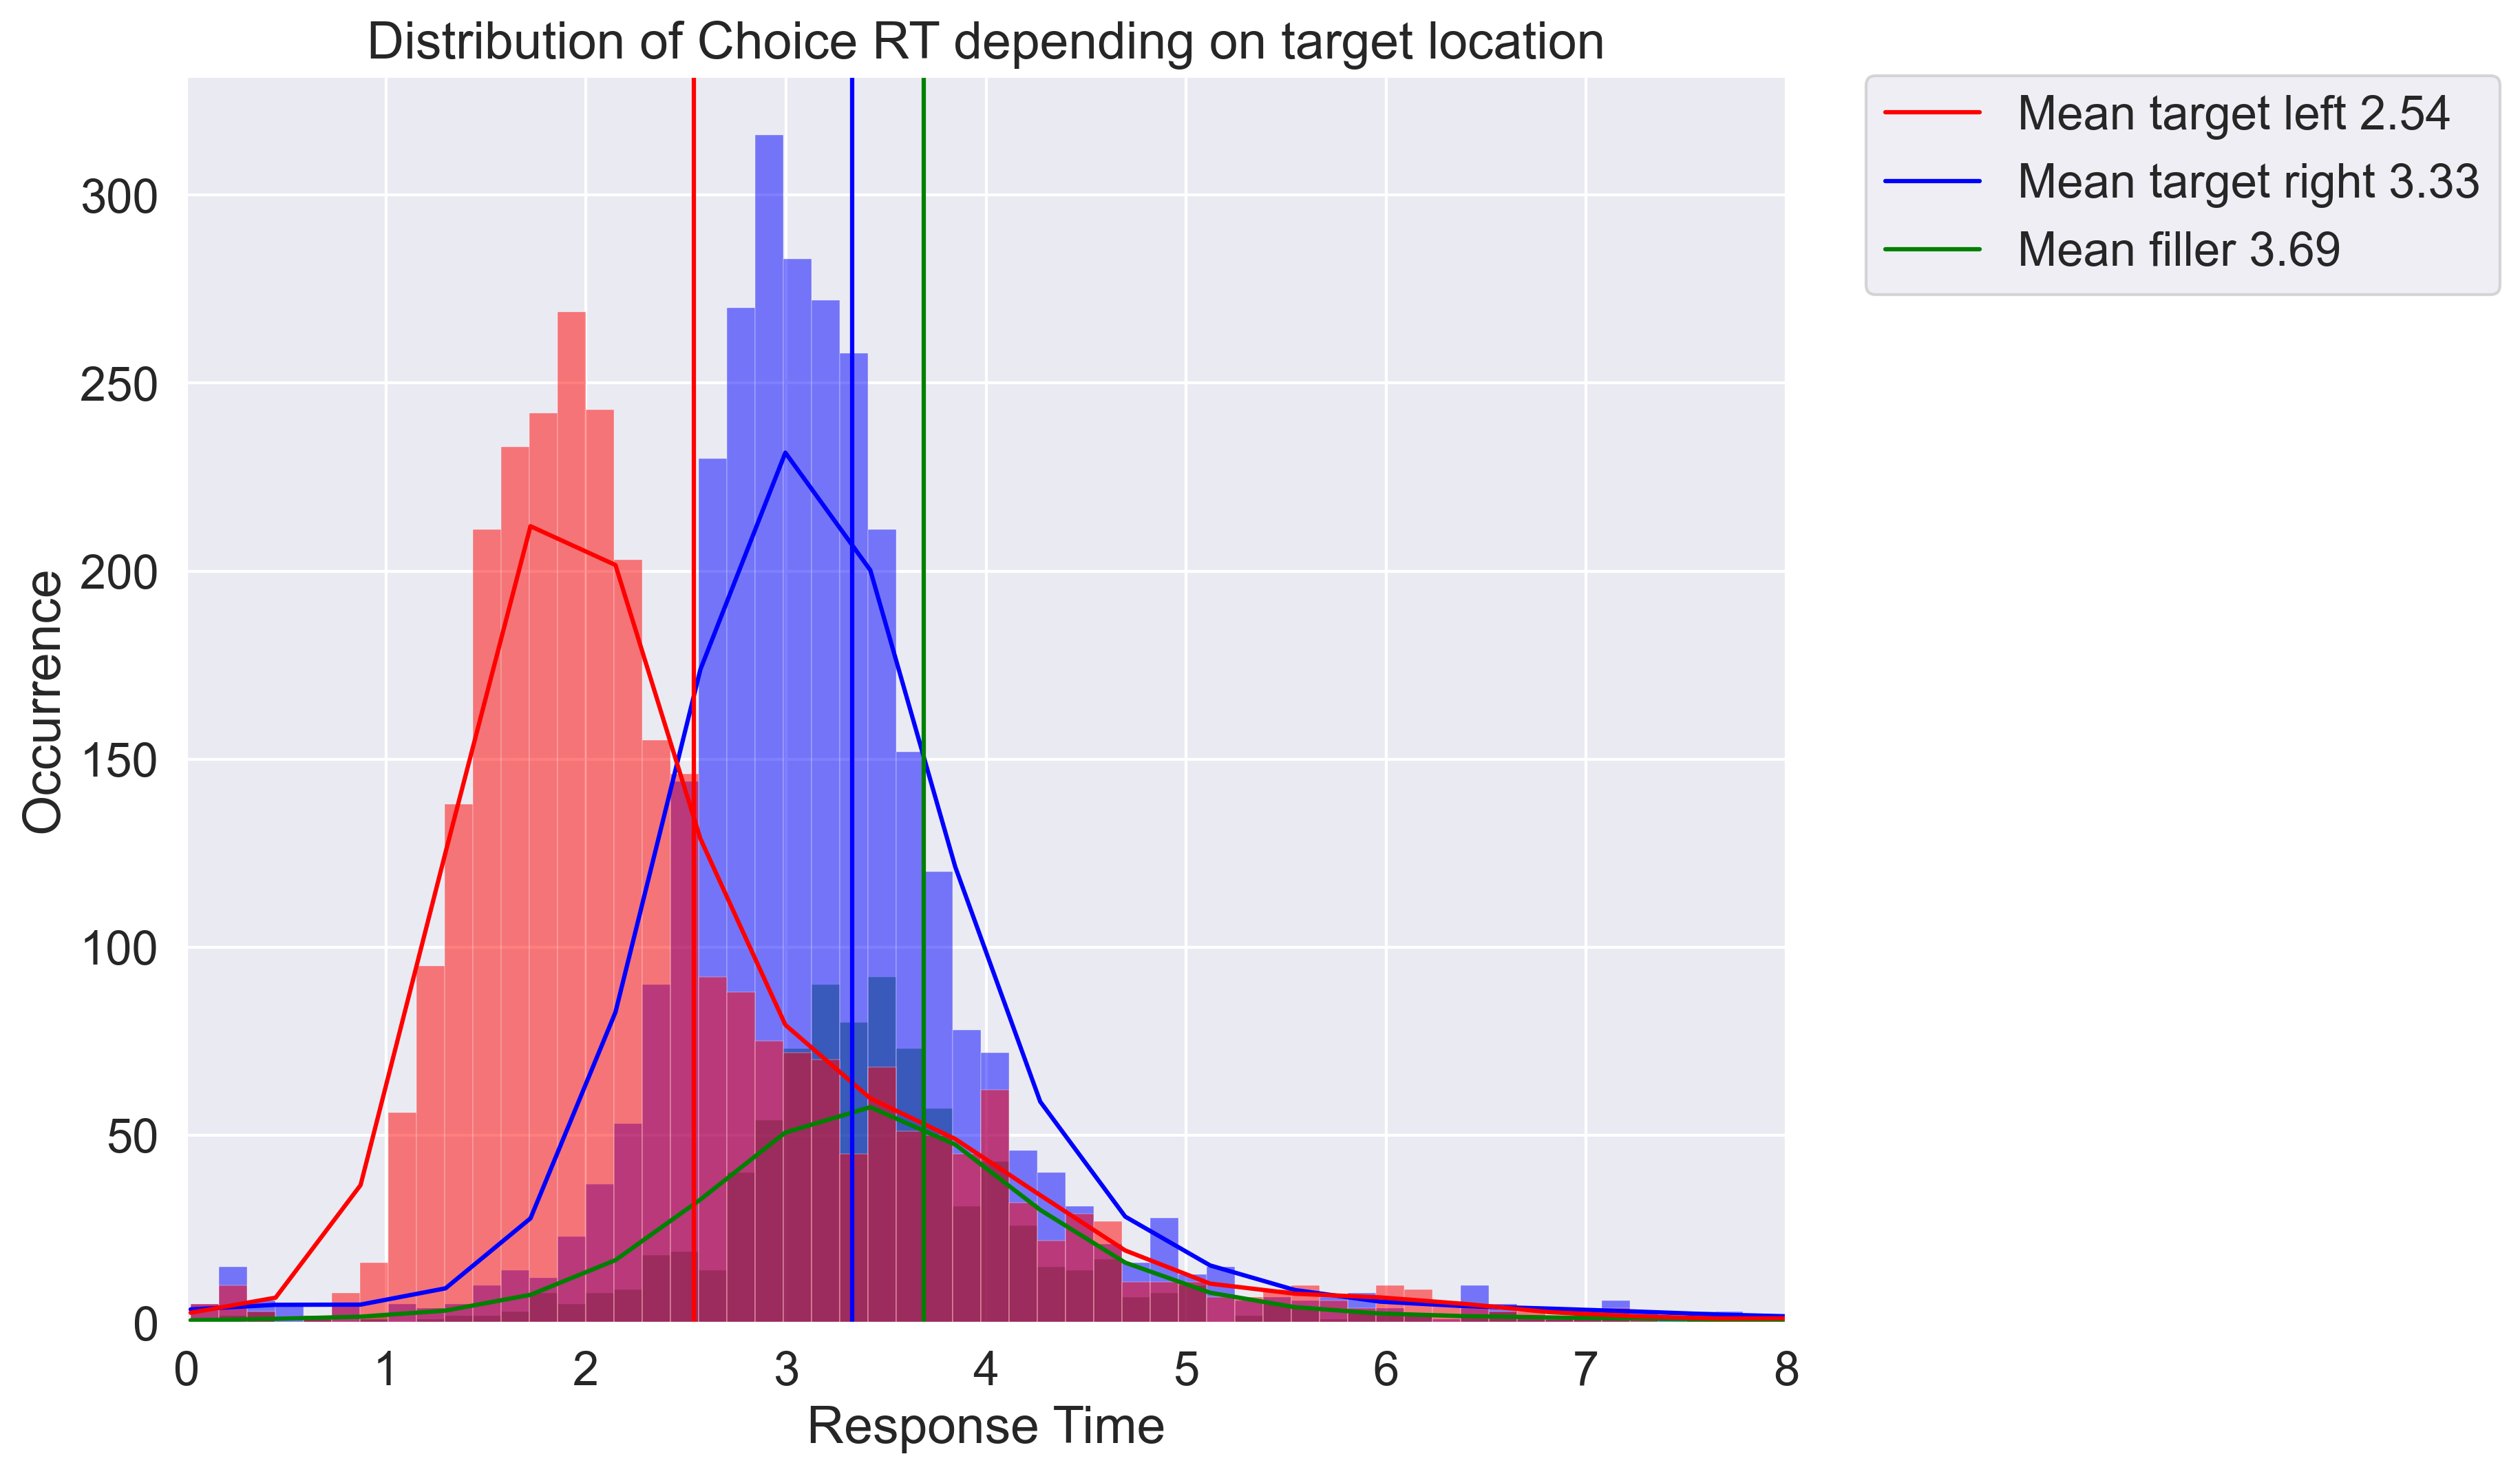 Distribution of Choice RT depending on target location
Mean target left 2.54
Mean target right 3.33
Mean filler 3.69
Occurrence
300
250
200
150
100
50
0
0 1 2 3 4 5 6 7 8
Response Time